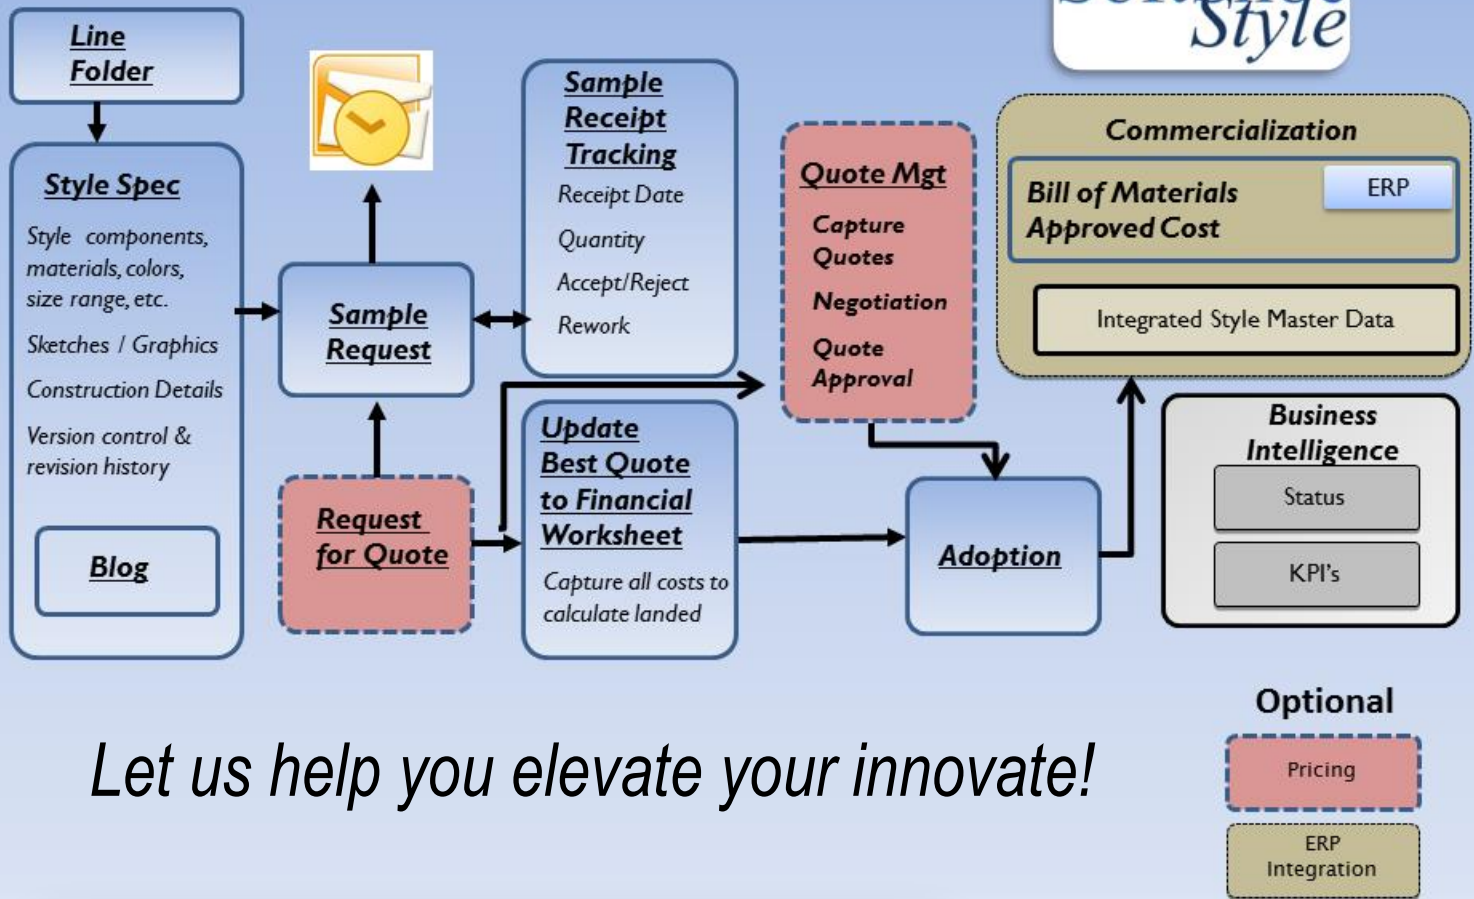 Style
Line
Folder
Style Spec
Style components,
materials, colors,
size range, etc.
Sketches / Graphics
Construction Details
Version control &
revision history
Blog
Sample
Request
Request
for Quote
Sample
Receipt
Tracking
Receipt Date
Quantity
Accept/Reject
Rework
Update
Best Quote
to Financial
Worksheet
Capture all costs to
calculate landed
Quote Mgt
Capture
Quotes
Negotiation
Quote
Approval
Adoption
Commercialization
Bill of Materials
Approved Cost
ERP
Integrated Style Master Data
Business
Intelligence
Status
KPI's
Optional
Pricing
ERP
Integration
Let us help you elevate your innovate!